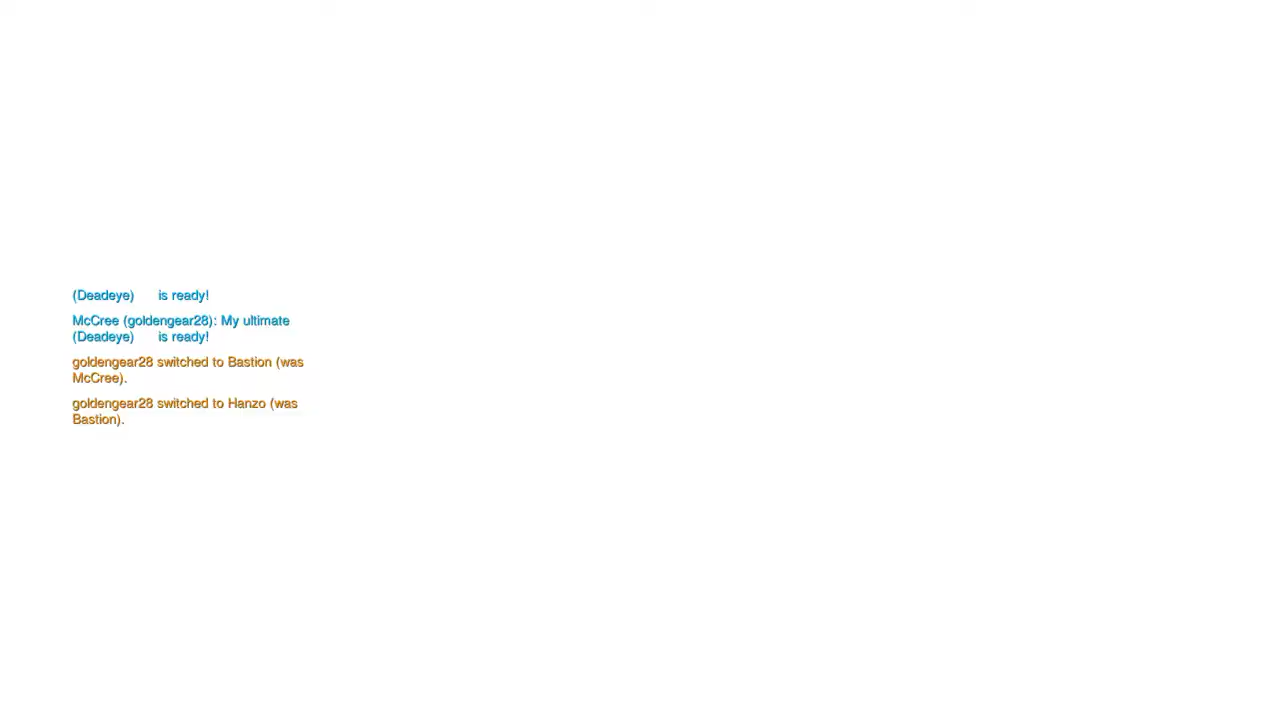 (Deadeye) is ready!
McCree (goldengear28): My ultimate
(Deadeye) is ready!
goldengear28 switched to Bastion (was
McCree).
goldengear28 switched to Hanzo (was
Bastion).